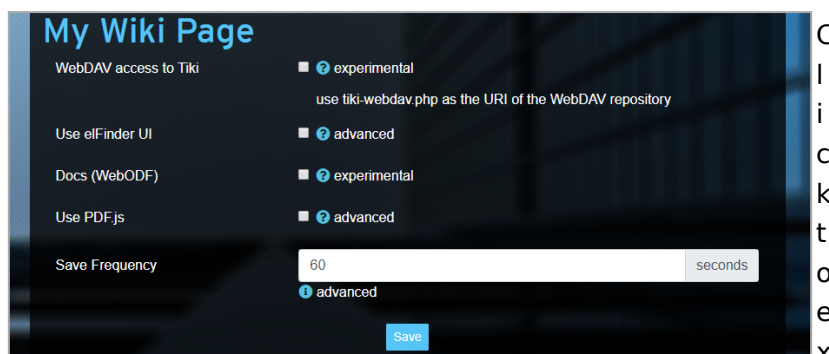 My Wiki Page
WebDAV access to Tiki
experimental
use tiki-webdav.php as the URI of the WebDAV repository
Use elFinder UI
advanced
Docs (WebODF)
experimental
Use PDF.js
advanced
Save Frequency
60
seconds
advanced
Save
C
l
i
c
k
t
o
e
x